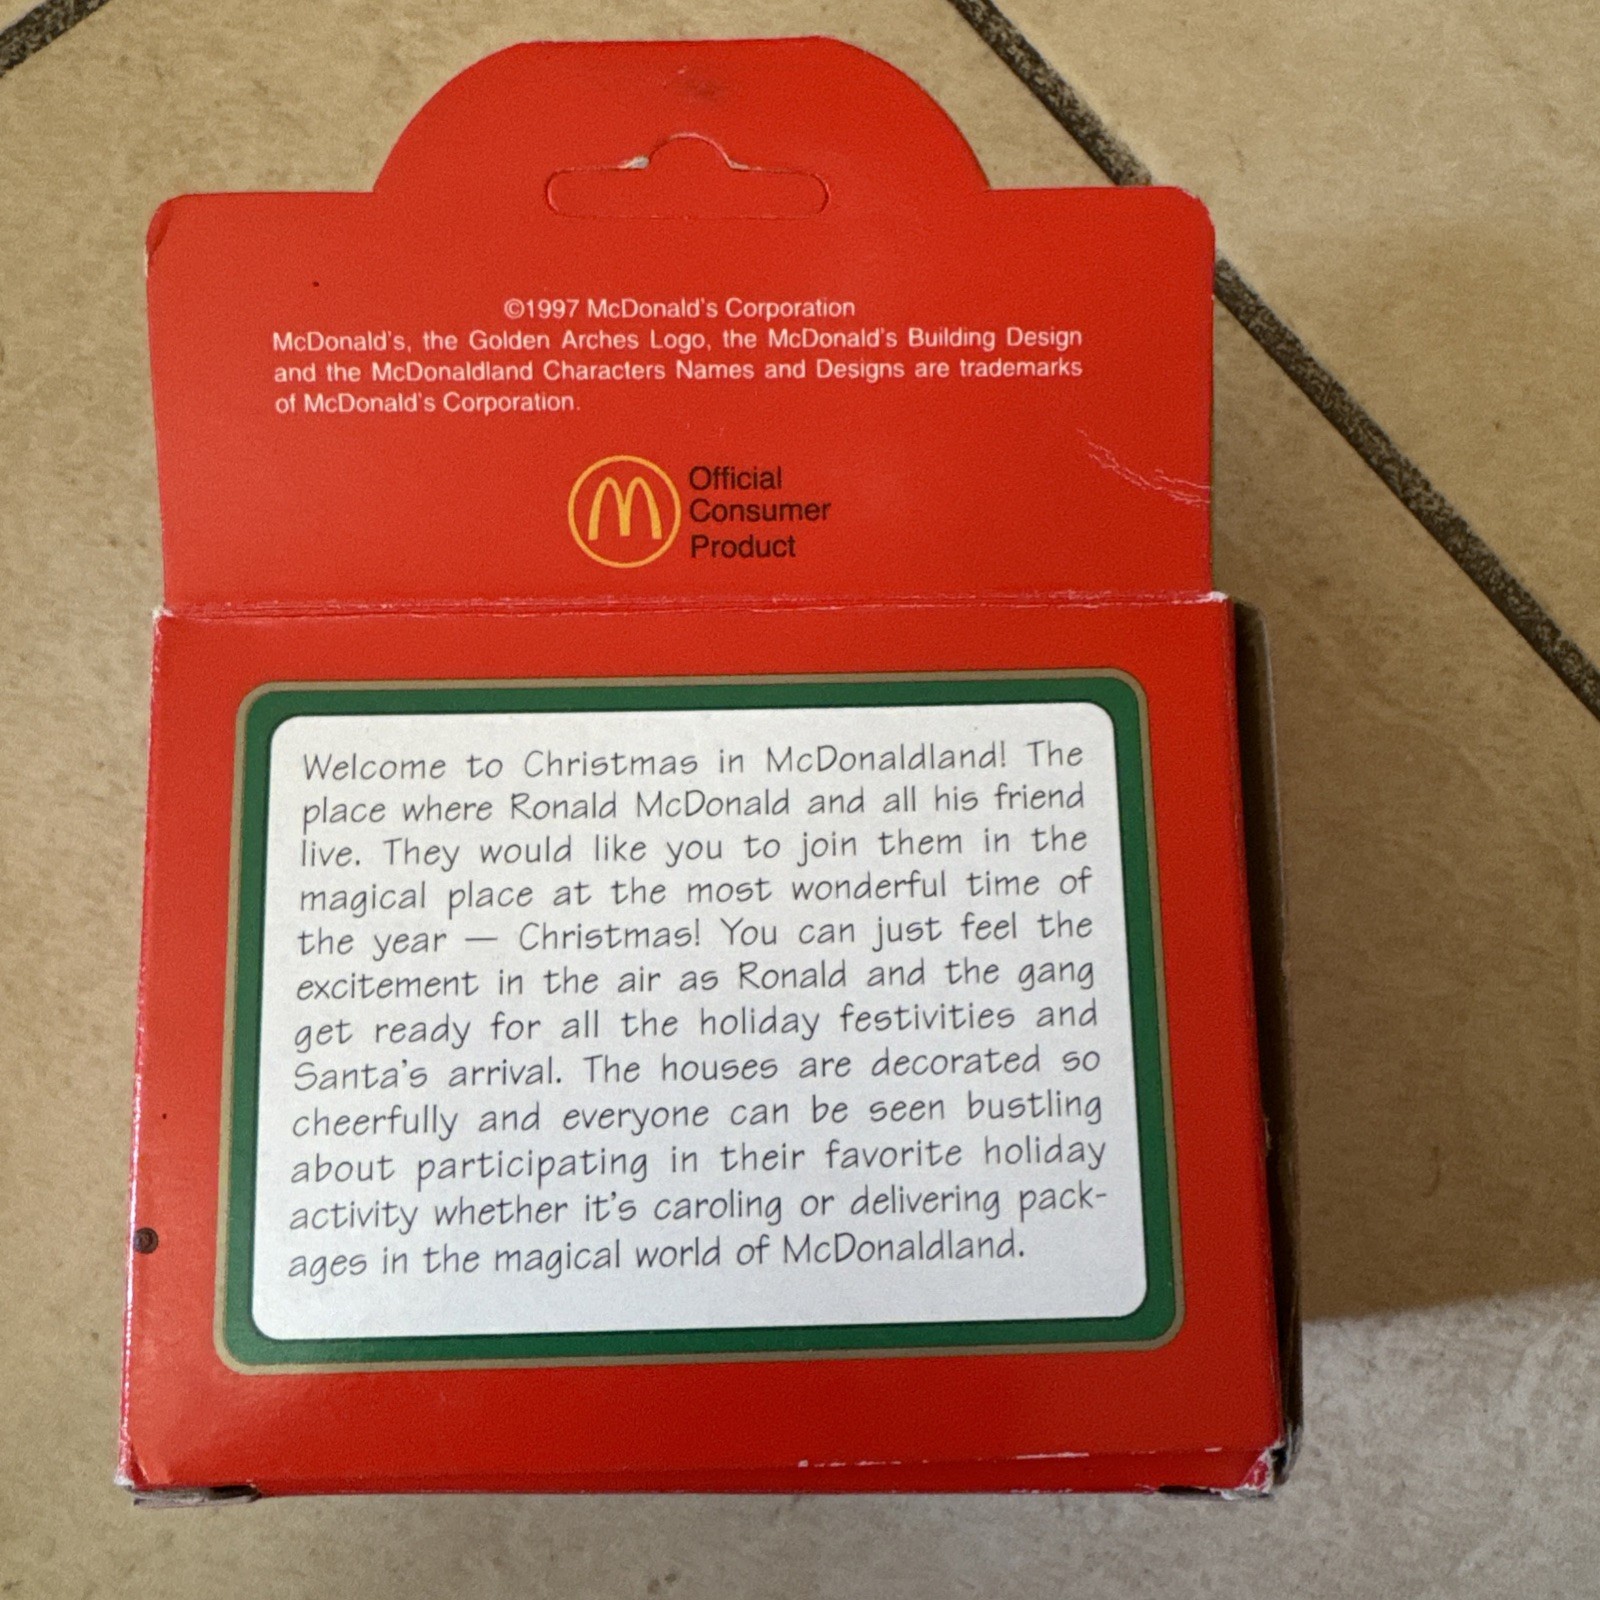 ©1997 McDonald's Corporation
McDonald's, the Golden Arches Logo, the McDonald's Building Design
and the McDonaldland Characters Names and Designs are trademarks
of McDonald's Corporation.
Official
Consumer
Product
Welcome to Christmas in McDonaldland! The
place where Ronald McDonald and all his friend
live. They would like you to join them in the
magical place at the most wonderful time of
the year — Christmas! You can just feel the
excitement in the air as Ronald and the gang
get ready for all the holiday festivities and
Santa's arrival. The houses are decorated so
cheerfully and everyone can be seen bustling
about participating in their favorite holiday
activity whether it's caroling or delivering pack-
ages in the magical world of McDonaldland.